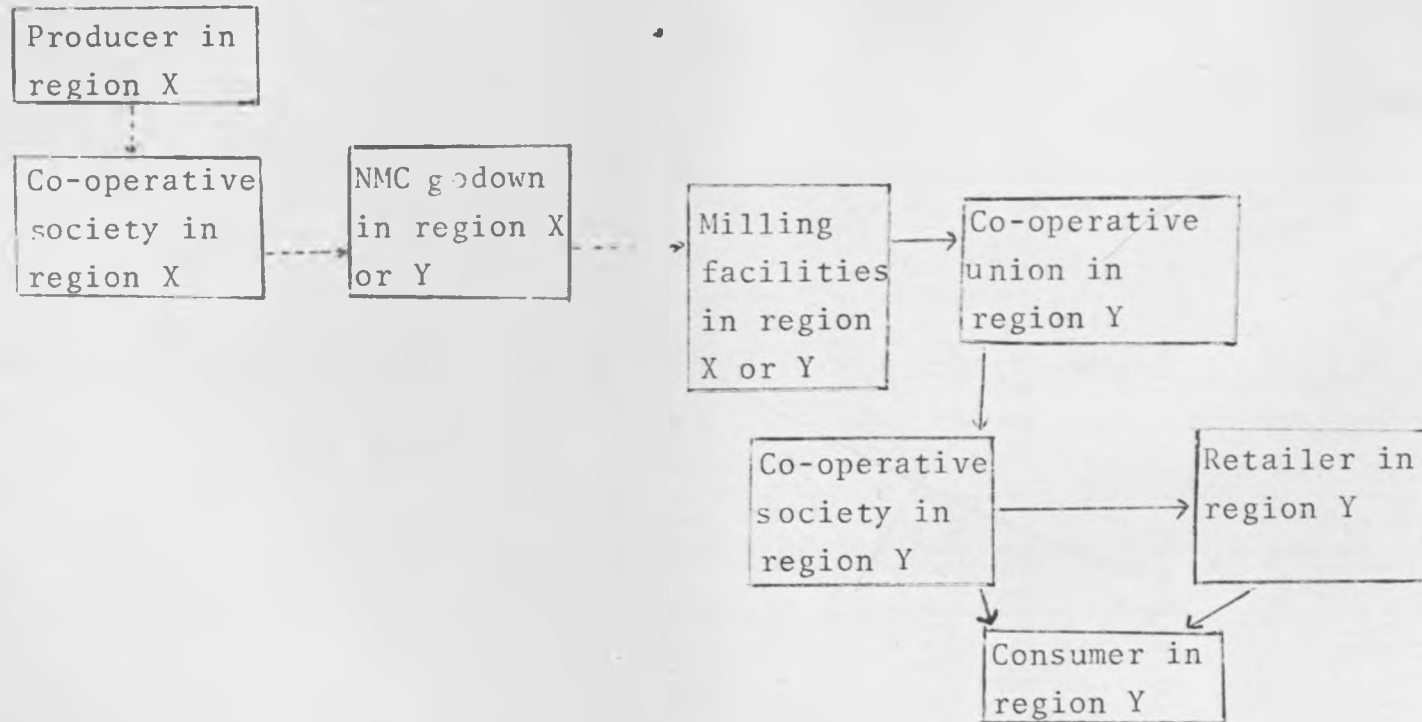 Producer in
region X
Co-operative
society in
region X
NMC godown
in region X
or Y
Milling
facilities
in region
X or Y
Co-operative
union in
region Y
Co-operative
society in
region Y
Retailer in
region Y
Consumer in
region Y